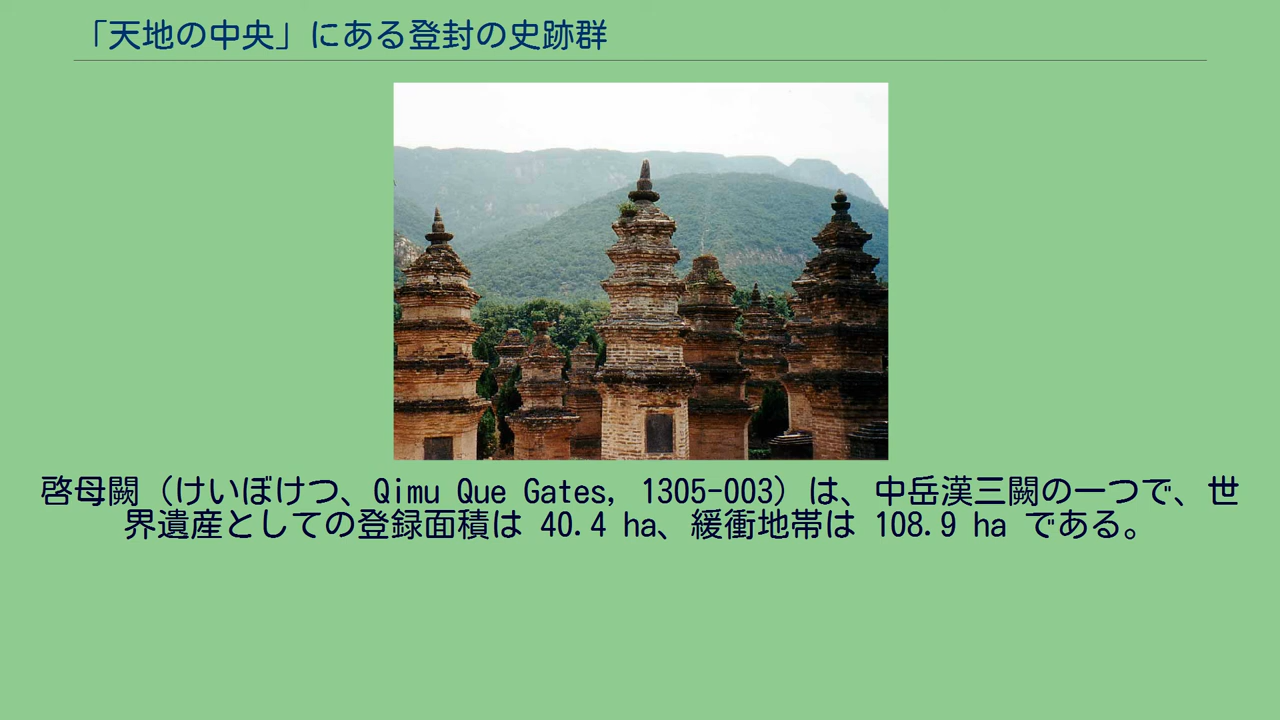 「天地の中央」にある登封の史跡群
啓母闕（けいぼけつ、Qimu Que Gates, 1305-003）は、中岳漢三闕の一つで、世
界遺産としての登録面積は 40.4 ha、緩衝地帯は 108.9 ha である。